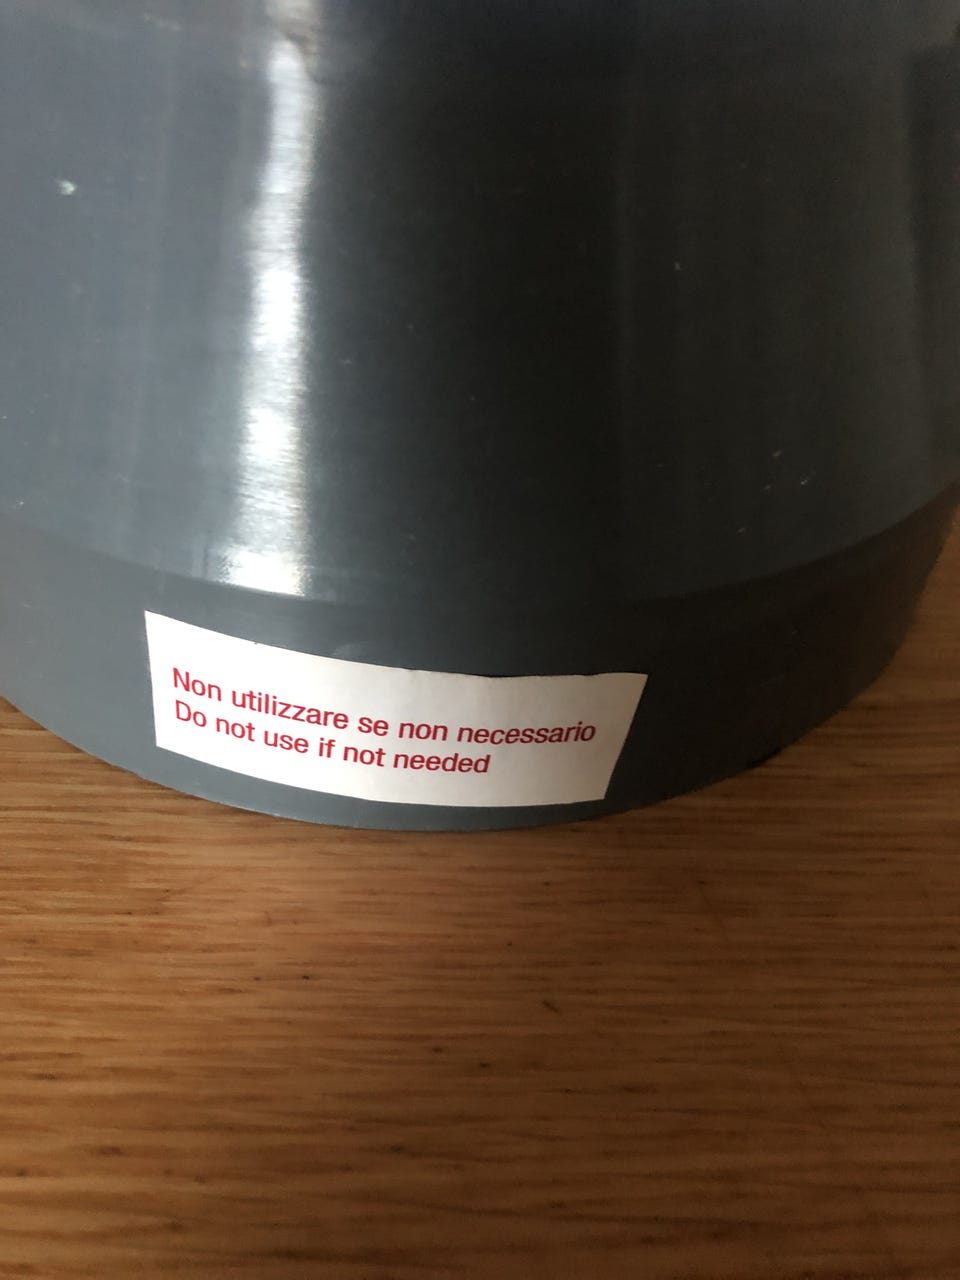 Non utilizzare se non necessario
Do not use if not needed